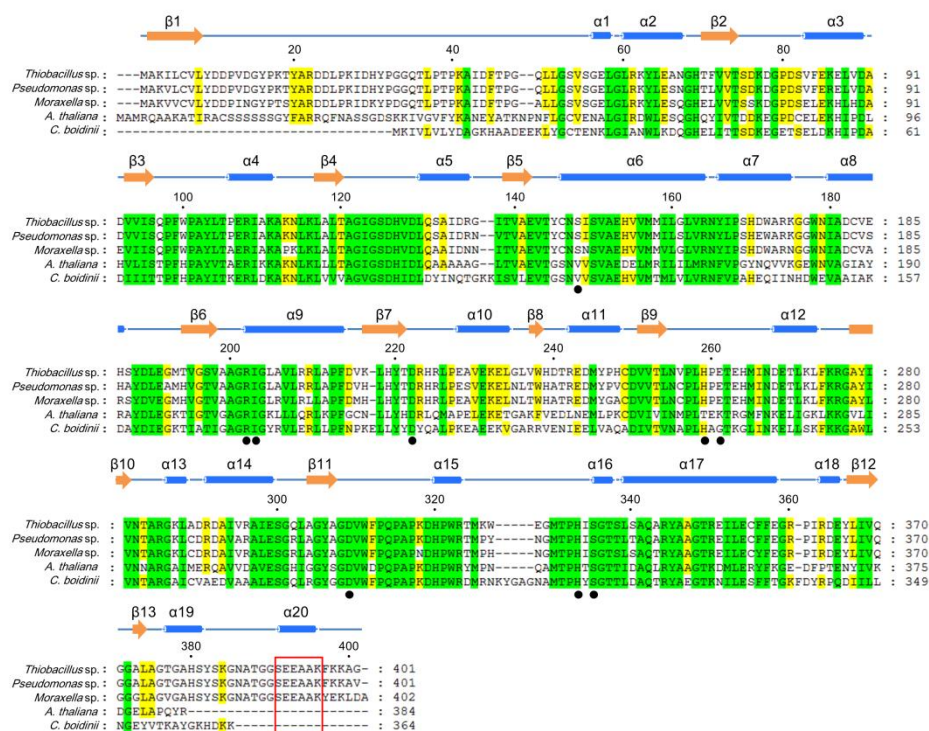 β1 α1 α2 β2 α3
20 40 60 80
Thiobacillus sp. : ---MAKILCVLYDDPVDGYPKTYARDDLPKIDHYPGGQTLPTPKAIDFTPG--QLLGSVSGELGLRKYLEANGHTFVVTSDKDGPDSVFEKELVDA : 91
Pseudomonas sp. : ---MAKVLCVLYDDPVDGYPKTYARDDLPKIDHYPGGQTLPTPKAIDFTPG--QLLGSVSGELGLRKYLESNGHTLVVTSDKDGPDSVFERELVDA : 91
Moraxella sp. : ---MAKVVCVLYDDPINGYPTSYARDDLPRIDKYPDGQTLPTPKAIDFTPG--ALLGSVSGELGLRKYLESQGHELVVTSSKDGPDSELEKHLHDA : 91
A. thaliana : MAMRQAAKATIRACSSSSSSGYFARRQFNASSGDSKKIVGVFYKANEYATKNPNFLGCVENALGIRDWLESQGHQYIVTDDKEGPDCELEKHIPDL : 96
C. boidinii : -----------------------------------MKIVLVLYDAGKHAADEEKLYGCTENKLGIANWLKDQGHELITTSDKEGETSELDKHIPDA : 61
β3 α4 β4 α5 β5 α6 α7 α8
100 120 140 160 180
Thiobacillus sp. : DVVISQPFWPAYLTPERIAKAKNLKLALTAGIGSDHVDLQSAIDRG--ITVAEVTYCNSISVAEHVVMMILGLVRNYIPSHDWARKGGWNIADCVE : 185
Pseudomonas sp. : DVVISQPFWPAYLTPERIAKAKNLKLALTAGIGSDHVDLQSAIDRN--VTVAEVTYCNSISVAEHVVMMILSLVRNYLPSHEWARKGGWNIADCVS : 185
Moraxella sp. : EVIISQPFWPAYLTAERIAKAPKLKLALTAGIGSDHVDLQAAIDNN--ITVAEVTYCNSNSVAEHVVMMVLGLVRNYIPSHDWARNGGWNIADCVA : 185
A. thaliana : HVLISTPFHPAYVTAERIKKAKNLKLLLTAGIGSDHIDLQAAAAAG--LTVAEVTGSNVVSVAEDELMRILILMRNFVPGYNQVVKGEWNVAGIAY : 190
C. boidinii : DIIITTPFHPAYITKERLDKAKNLKLVVVAGVGSDHIDLDYINQTGKKISVLEVTGSNVVSVAEHVVMTMLVLVRNFVPAHEQIINHDWEVAAIAK : 157
β6 α9 β7 α10 β8 α11 β9 α12
200 220 240 260
Thiobacillus sp. : HSYDLEGMTVGSVAAGRIGLAVLRRLAPFDVK-LHYTDRHRLPESVEKELGLVWHDTREDMYPHCDVVTLNVPLHPETEHMINDETLKLFKRGAYI : 280
Pseudomonas sp. : HAYDLEAMHVGTVAAGRIGLAVLRRLAPFDVH-LHYTDRHRLPEAVEKELNLTWHATREDMYPVCDVVTLNCPLHPETEHMINDETLKLFKRGAYI : 280
Moraxella sp. : RSYDVEGMHVGTVAAGRIGLRVLRLLAPFDMH-LHYTDRHRLPEAVEKELNLTWHATREDMYGACDVVTLNCPLHPETEHMINDETLKLFKRGAYL : 280
A. thaliana : RAYDLEGKTIGTVGAGRIGKLLLQRLKPFGCN-LLYHDRLQMAPELEKETGAKFVEDLNEMLPKCDVIVINMPLTEKTRGMFNKELIGKLKKGVLI : 285
C. boidinii : DAYDIEGKTIATIGAGRIGYRVLERLLPFNPKELLYYDYQALPKEAEEKVGARRVENIEELVAQADIVTVNAPLHAGTKGLINKELLSKFKKGAWL : 253
β10 α13 α14 β11 α15 α16 α17 α18 β12
300 320 340 360
Thiobacillus sp. : VNTARGKLADRDAIVRAIESGQLAGYAGDVWFPQPAPKDHPWRTMKW-----EGMTPHISGTSLSAQARYAAGTREILECFFEGR-PIRDEYLIVQ : 370
Pseudomonas sp. : VNTARGKLCDRDAVARALESGRLAGYAGDVWFPQPAPKDHPWRTMPY-----NGMTPHISGTTLTAQARYAAGTREILECFFEGR-PIRDEYLIVQ : 370
Moraxella sp. : VNTARGKLCDRDAIVRALESGRLAGYAGDVWFPQPAPNDHPWRTMPH-----NGMTPHISGTSLSAQTRYAAGTREILECYFEGR-PIRDEYLIVQ : 370
A. thaliana : VNNARGAIMERQAVVDAVESGHIGGYSGDVWDPQPAPKDHPWRYMPN-----QAMTPHTSGTTIDAQLRYAAGTKDMLERYFKGE-DFPTENYIVK : 375
C. boidinii : VNTARGAICVAEDVAAALESGQLRGYGGDVWFPQPAPKDHPWRDMRNKYGAGNAMTPHYSGTTLDAQTRYAEGTKNILESFFTGKFDYRPQDIILL : 349
β13 α19 α20
380 400
Thiobacillus sp. : GGALAGTGAHSYSKGNATGGSEEAAKFKKAG- : 401
Pseudomonas sp. : GGALAGTGAHSYSKGNATGGSEEAAKFKKAV- : 401
Moraxella sp. : GGGLAGVGAHSYSKGNATGGSEEAAKYEKLDA : 402
A. thaliana : DGELAPQYR----------------------- : 384
C. boidinii : NGEYVTKAYGKHDKK----------------- : 364